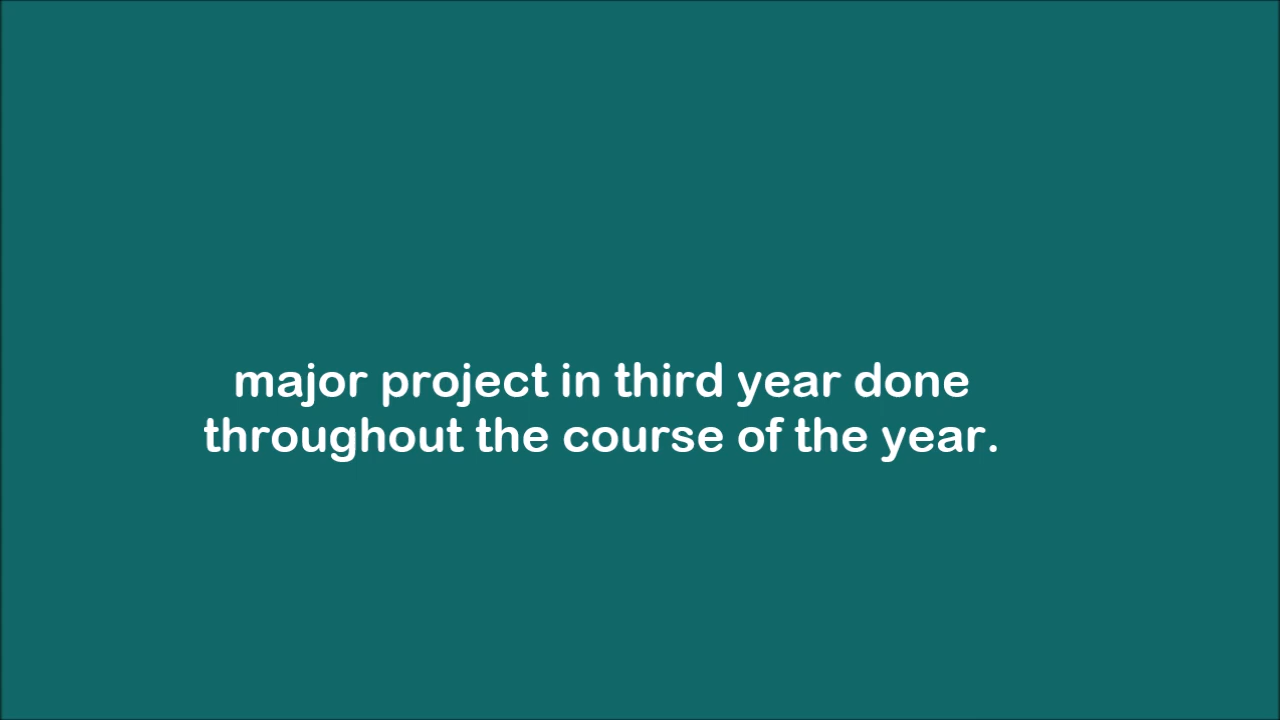 major project in third year done
throughout the course of the year.